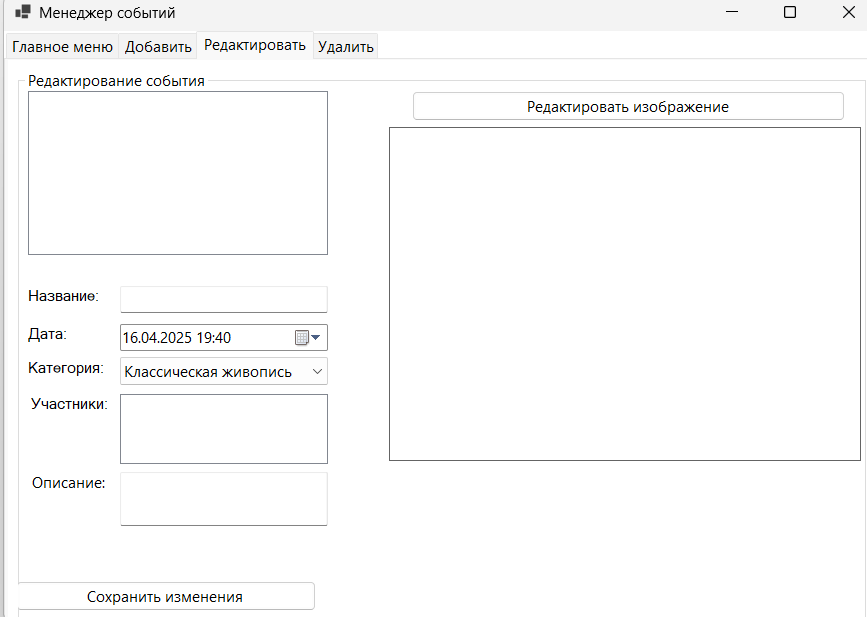 Менеджер событий
Главное меню Добавить Редактировать Удалить
Редактирование события
Редактировать изображение
Название:
Дата: 16.04.2025 19:40
Категория: Классическая живопись
Участники:
Описание:
Сохранить изменения